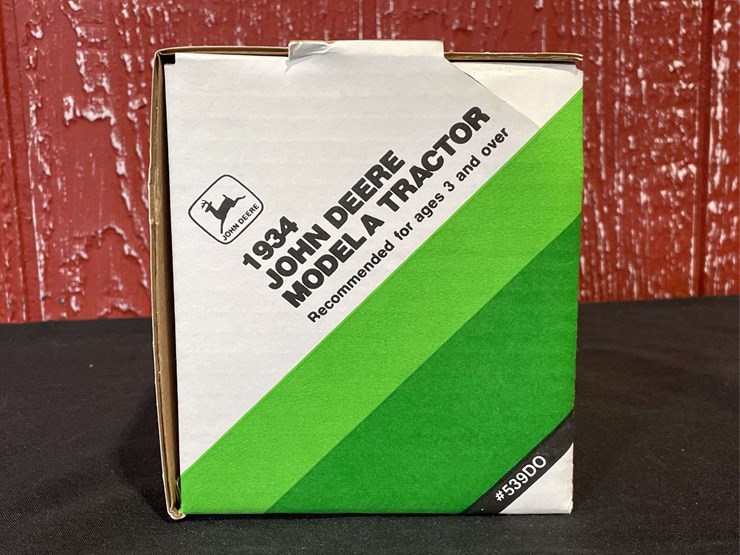 JOHN DEERE
1934
JOHN DEERE
MODEL A TRACTOR
Recommended for ages 3 and over
#539DO